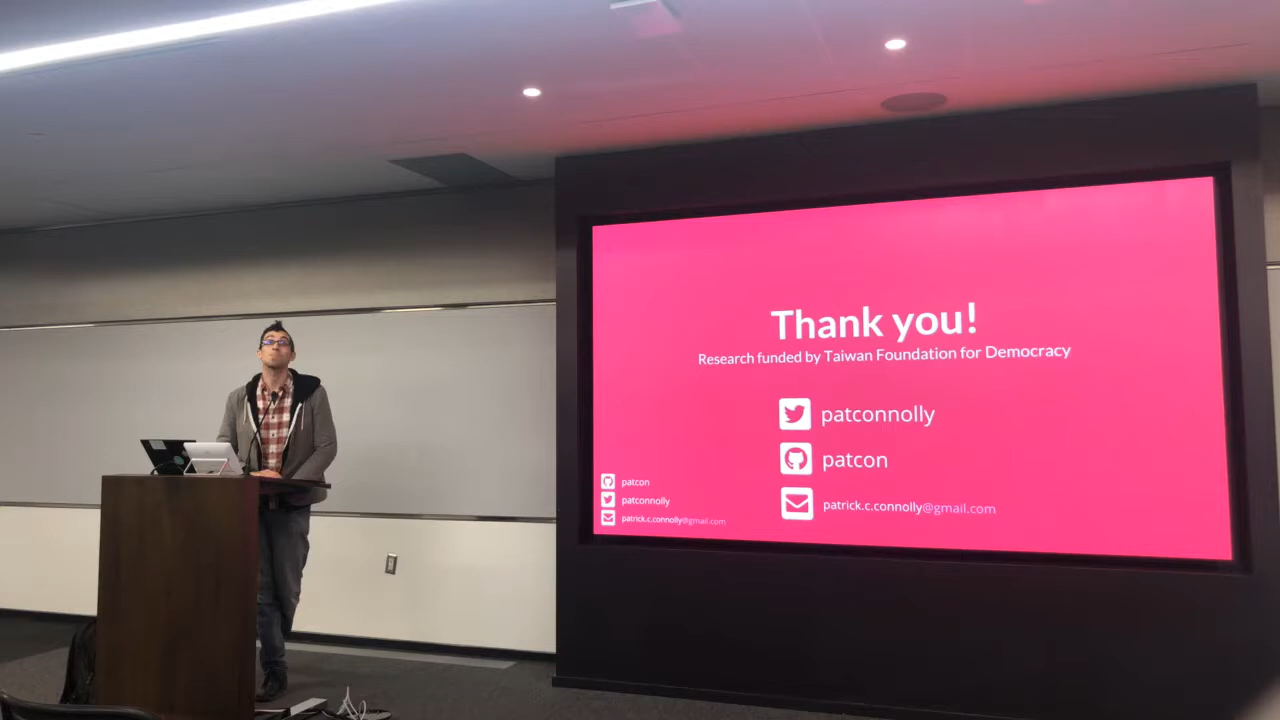 Thank you!
Research funded by Taiwan Foundation for Democracy
patconnolly
patcon
patrick.c.connolly@gmail.com
patcon
patconnolly
patrick.c.connolly@gmail.com